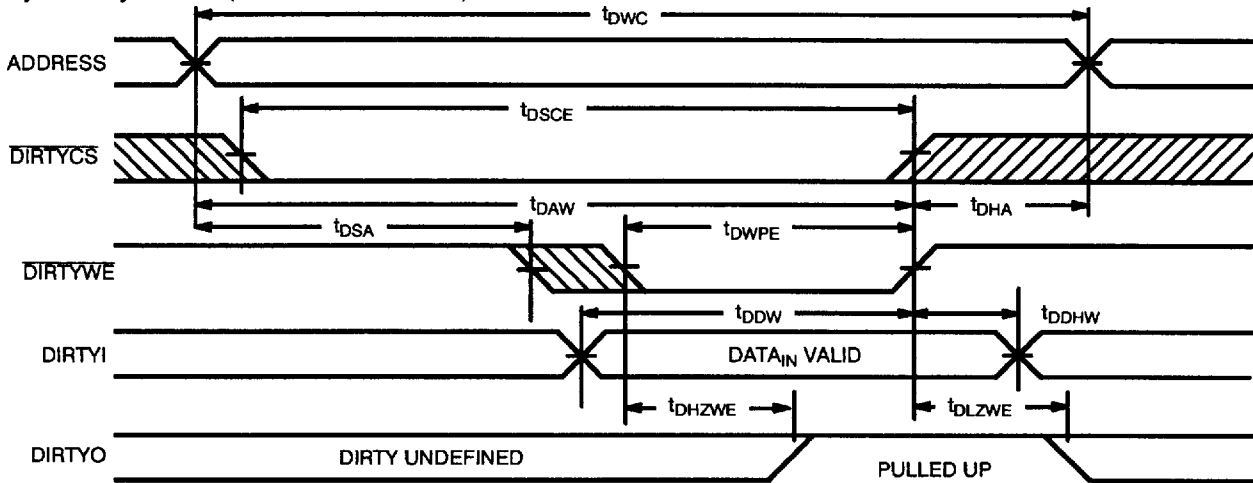 tDWC
ADDRESS
tDSCE
DIRTYCS
tDAW
tDHA
tDSA
tDWPE
DIRTYWE
tDDW
tDDHW
DIRTYI
DATAIN VALID
tDHZWE
tDLZWE
DIRTYO
DIRTY UNDEFINED
PULLED UP